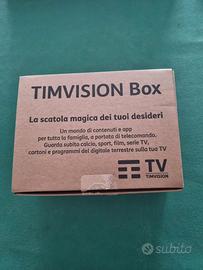 TIMVISION Box
La scatola magica dei tuoi desideri
Un mondo di contenuti e app
per tutta la famiglia, a portata di telecomando.
Guarda subito calcio, sport, film, serie TV,
cartoni e programmi del digitale terrestre sulla tua TV
TV
TIMVISION
subito